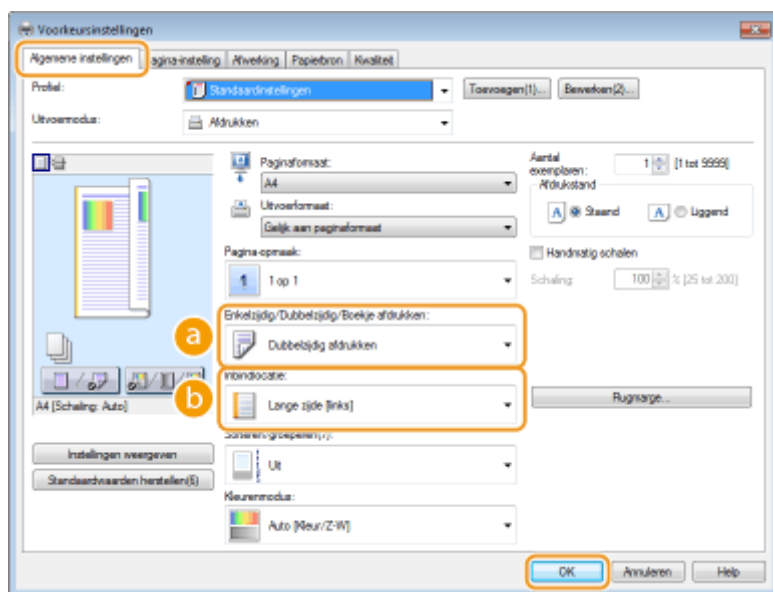 Voorkeursinstellingen
Algemene instellingen Pagina-instelling Afwerking Papierbron Kwaliteit
Profiel: Standaardinstellingen Toevoegen(1)... Bewerken(2)...
Uitvoermodus: Afdrukken
Paginaformaat:
A4
Uitvoerformaat:
Gelijk aan paginaformaat
Aantal
exemplaren: 1 [1 tot 9999]
Afdrukstand
A Staand A Liggend
Pagina-opmaak:
1 1 op 1
Handmatig schalen
Schaling: 100 % [25 tot 200]
Enkelzijdig/Dubbelzijdig/Boekje afdrukken:
a Dubbelzijdig afdrukken
Inbindlocatie:
b Lange zijde [links]
Rugmarge...
A4 [Schaling: Auto]
Sorteren/groeperen(7):
Uit
Instellingen weergeven
Standaardwaarden herstellen(6)
Kleurenmodus:
Auto [Kleur/Z-W]
OK Annuleren Help